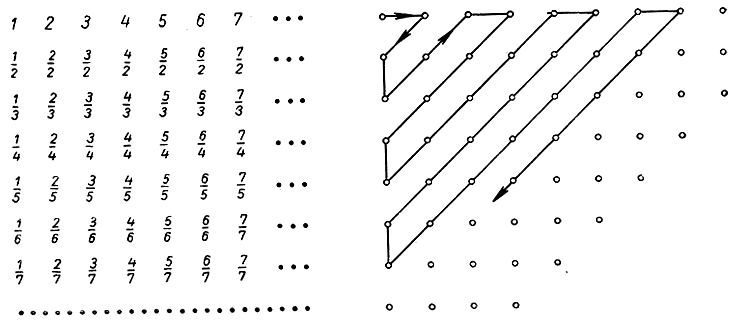 1 2 3 4 5 6 7 •••
1/2 2/2 3/2 4/2 5/2 6/2 7/2 •••
1/3 2/3 3/3 4/3 5/3 6/3 7/3 •••
1/4 2/4 3/4 4/4 5/4 6/4 7/4 •••
1/5 2/5 3/5 4/5 5/5 6/5 7/5 •••
1/6 2/6 3/6 4/6 5/6 6/6 7/7 •••
1/7 2/7 3/7 4/7 5/7 6/7 7/7 •••